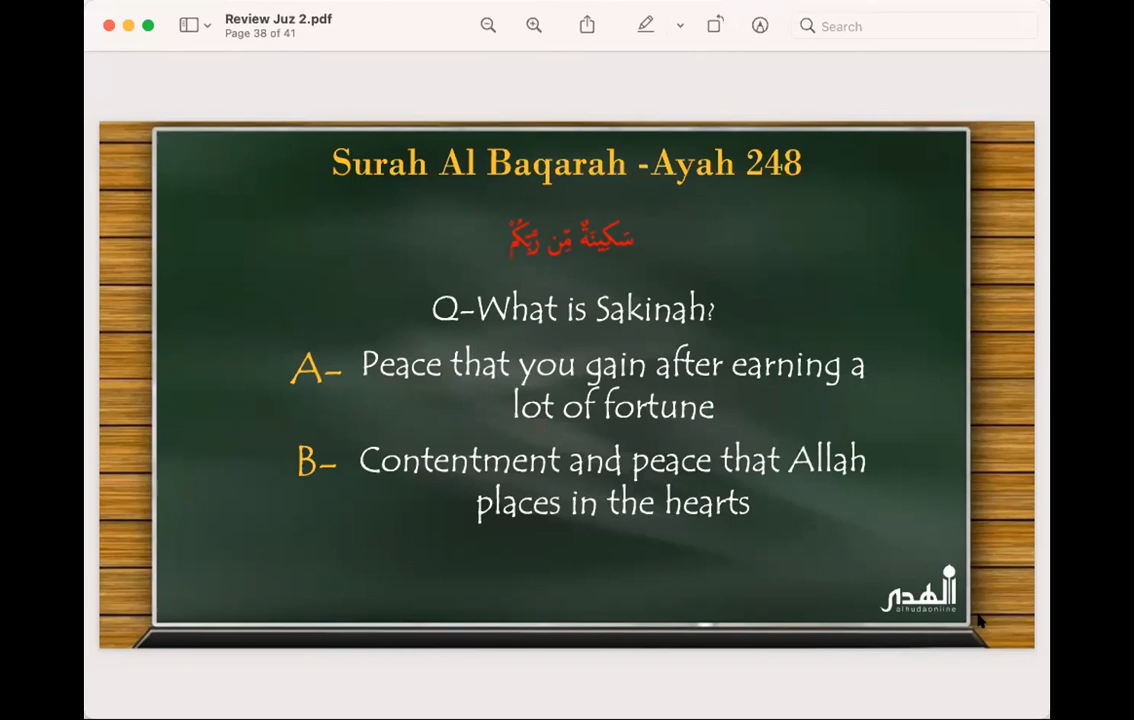 Review Juz 2.pdf
Page 38 of 41
Search
Surah Al Baqarah -Ayah 248
سَكِينَةٌ مِّن رَّبِّكُمْ
Q-What is Sakinah?
A- Peace that you gain after earning a
lot of fortune
B- Contentment and peace that Allah
places in the hearts
الهدى
alhudaonline